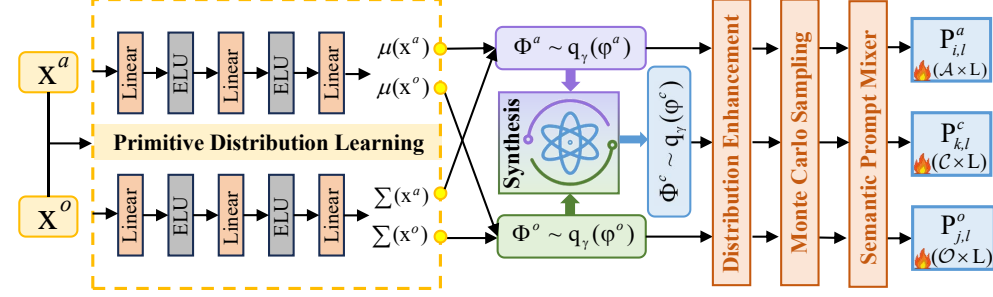 X^a
X^o
Linear
ELU
Linear
ELU
Linear
μ(x^a)
μ(x^o)
Primitive Distribution Learning
Linear
ELU
Linear
ELU
Linear
∑(x^a)
∑(x^o)
Φ^a ~ q_γ(φ^a)
Synthesis
Φ^c ~ q_γ(φ^c)
Φ^o ~ q_γ(φ^o)
Distribution Enhancement
Monte Carlo Sampling
Semantic Prompt Mixer
P^a_{i,l}
(𝒜×L)
P^c_{k,l}
(𝒞×L)
P^o_{j,l}
(𝒪×L)